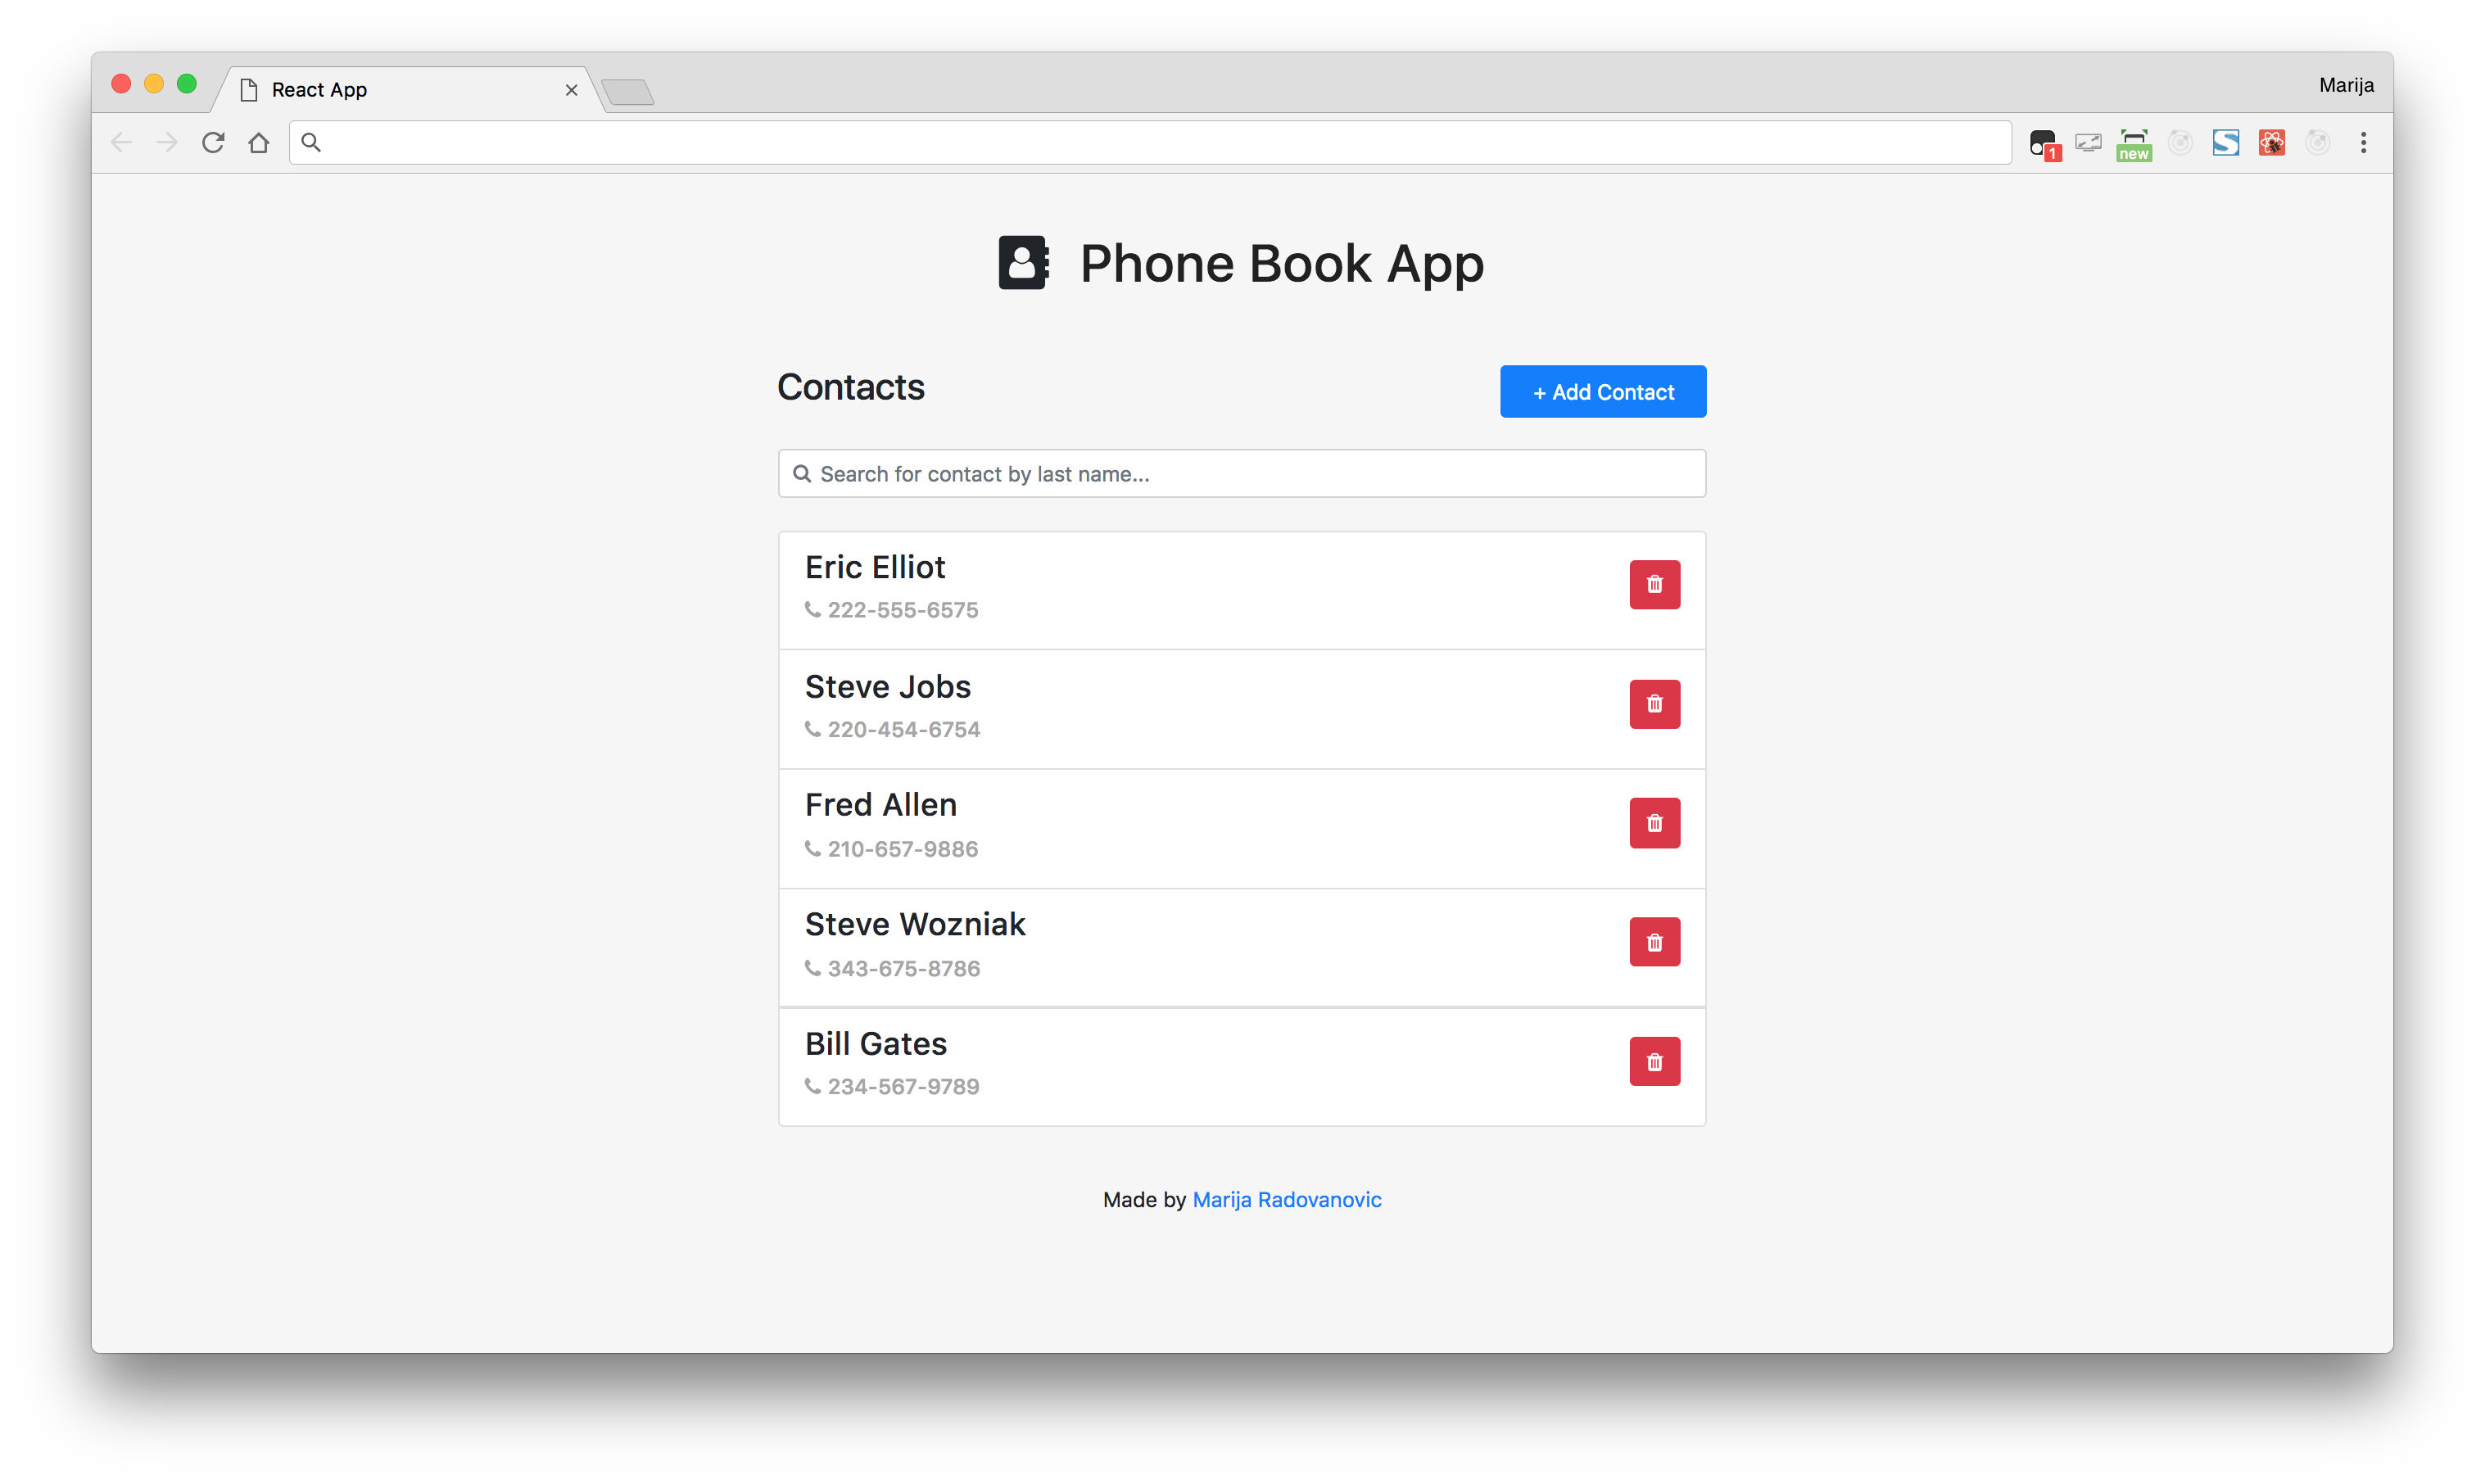 React App
Marija
1
new
Phone Book App
Contacts
+ Add Contact
Search for contact by last name...
Eric Elliot
222-555-6575
Steve Jobs
220-454-6754
Fred Allen
210-657-9886
Steve Wozniak
343-675-8786
Bill Gates
234-567-9789
Made by Marija Radovanovic